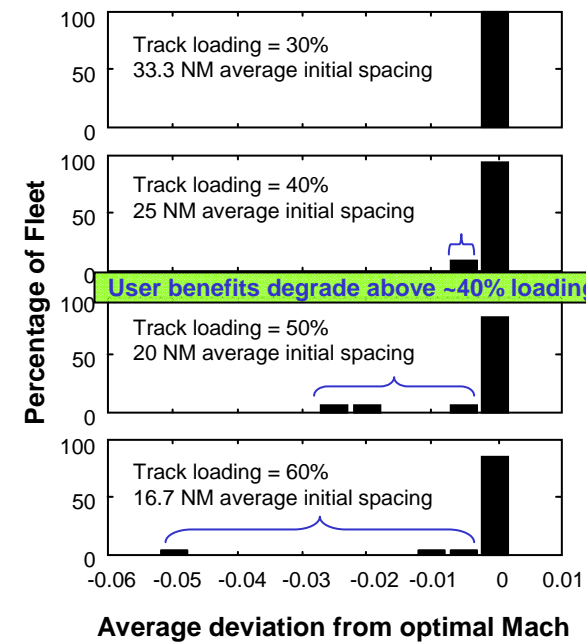 100
Track loading = 30%
33.3 NM average initial spacing
50
0
100
Track loading = 40%
25 NM average initial spacing
50
0
User benefits degrade above ~40% loading
Track loading = 50%
20 NM average initial spacing
100
50
0
Track loading = 60%
16.7 NM average initial spacing
100
50
0
Percentage of Fleet
-0.06 -0.05 -0.04 -0.03 -0.02 -0.01 0 0.01
Average deviation from optimal Mach